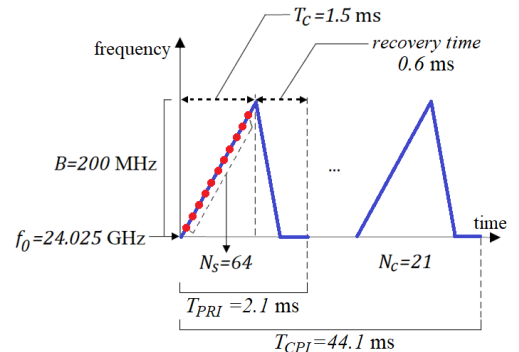 T_C=1.5 ms
frequency
recovery time
0.6 ms
B=200 MHz
...
f_0=24.025 GHz
time
N_s=64
N_c=21
T_PRI =2.1 ms
T_CPI=44.1 ms